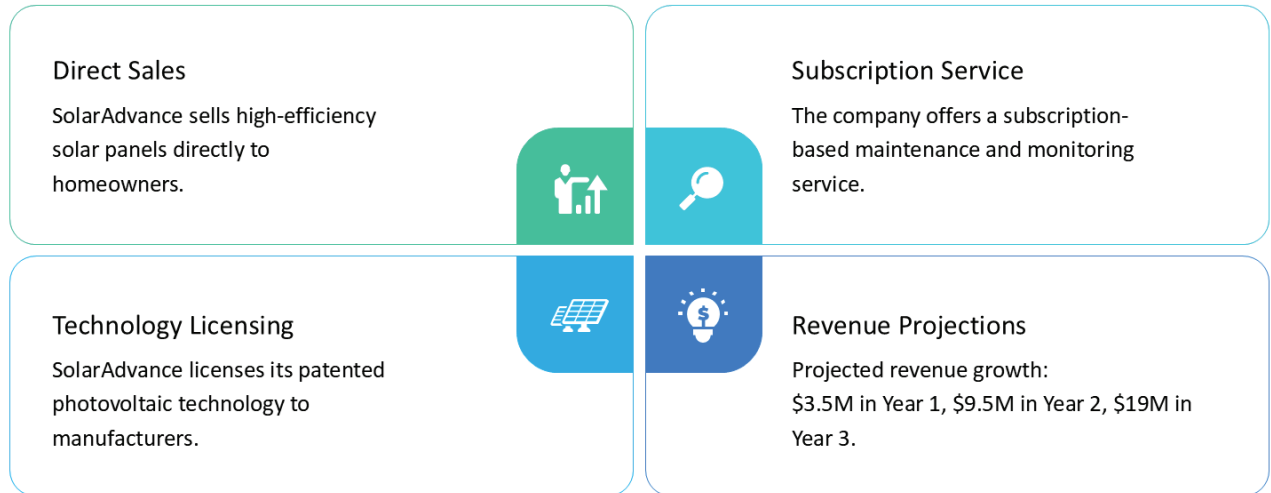 Direct Sales
SolarAdvance sells high-efficiency
solar panels directly to
homeowners.
Subscription Service
The company offers a subscription-
based maintenance and monitoring
service.
Technology Licensing
SolarAdvance licenses its patented
photovoltaic technology to
manufacturers.
$
Revenue Projections
Projected revenue growth:
$3.5M in Year 1, $9.5M in Year 2, $19M in
Year 3.